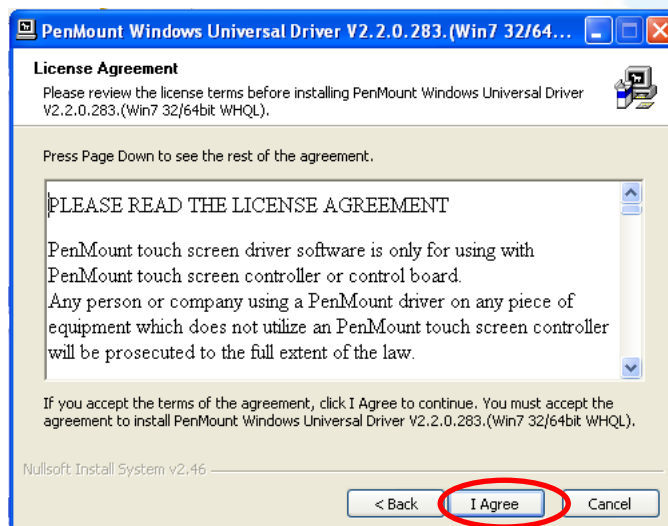 PenMount Windows Universal Driver V2.2.0.283.(Win7 32/64...
License Agreement
Please review the license terms before installing PenMount Windows Universal Driver
V2.2.0.283.(Win7 32/64bit WHQL).
Press Page Down to see the rest of the agreement.
PLEASE READ THE LICENSE AGREEMENT
PenMount touch screen driver software is only for using with
PenMount touch screen controller or control board.
Any person or company using a PenMount driver on any piece of
equipment which does not utilize an PenMount touch screen controller
will be prosecuted to the full extent of the law.
If you accept the terms of the agreement, click I Agree to continue. You must accept the
agreement to install PenMount Windows Universal Driver V2.2.0.283.(Win7 32/64bit WHQL).
Nullsoft Install System v2.46
< Back
I Agree
Cancel